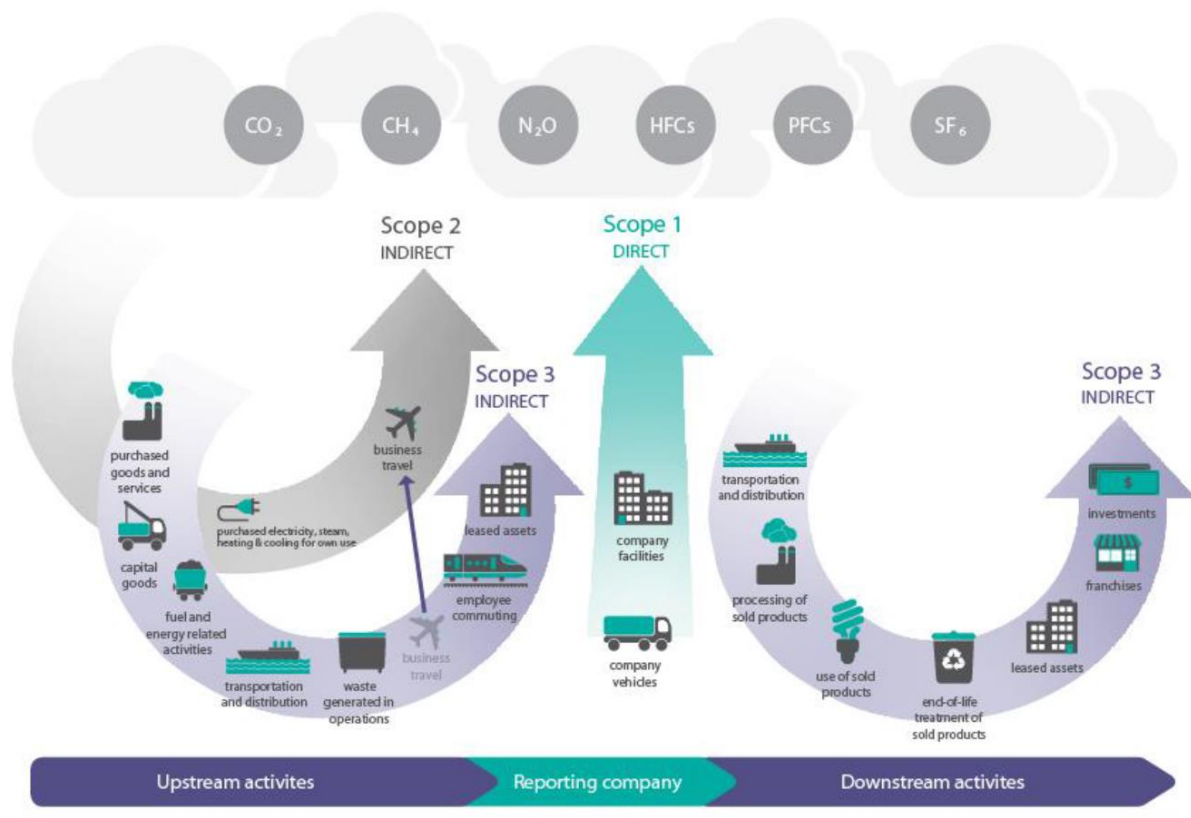 CO2
CH4
N2O
HFCs
PFCs
SF6
Scope 2
INDIRECT
Scope 1
DIRECT
Scope 3
INDIRECT
Scope 3
INDIRECT
purchased
goods and
services
capital
goods
fuel and
energy related
activities
transportation
and distribution
waste
generated in
operations
business
travel
employee
commuting
leased assets
business
travel
purchased electricity, steam,
heating & cooling for own use
company
facilities
company
vehicles
transportation
and distribution
processing of
sold products
use of sold
products
end-of-life
treatment of
sold products
leased assets
franchises
investments
$
Upstream activites
Reporting company
Downstream activites